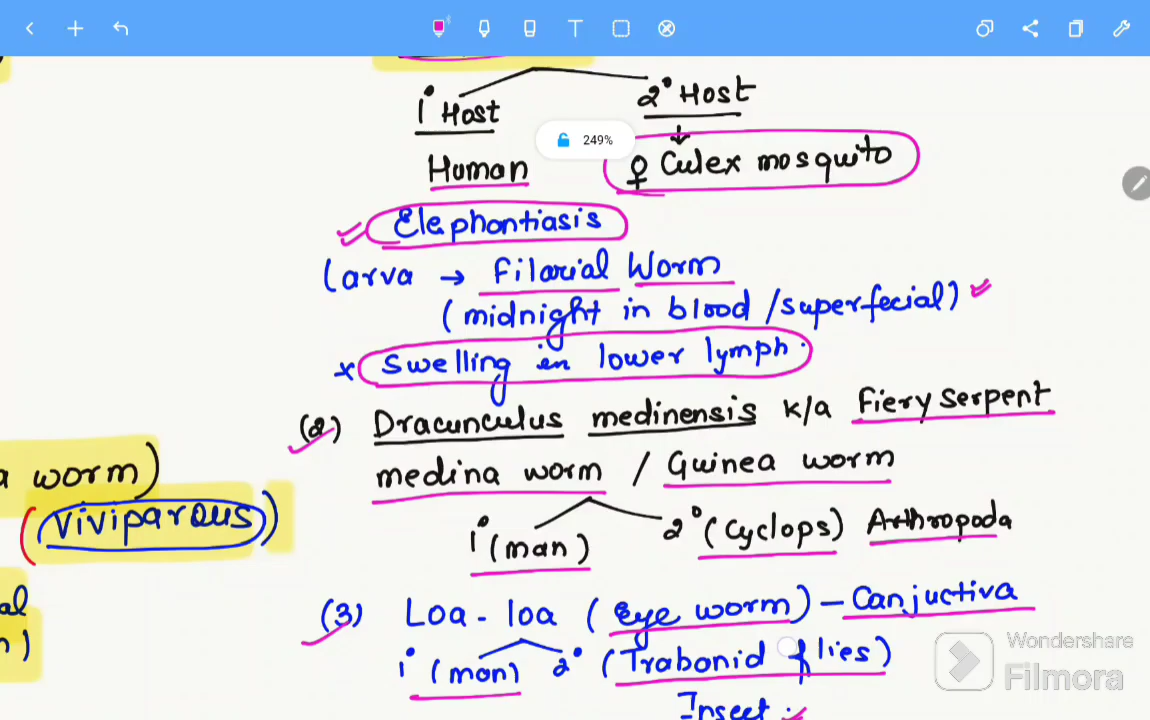 1° Host
2° Host
249%
Human
♀ Culex mosquito
Elephontiasis
Larva → Filarial Worm
(midnight in blood /superfecial)
* Swelling in lower lymph.
(2) Dracunculus medinensis k/a Fiery serpent
medina worm / Guinea worm
a worm)
(viviparous)
1° (man)
2° (Cyclops) Arthropoda
al
(3) Loa - loa (eye worm) - Canjuctiva
n)
1° (man) 2° (Trabanid flies)
Insect
Wondershare
Filmora